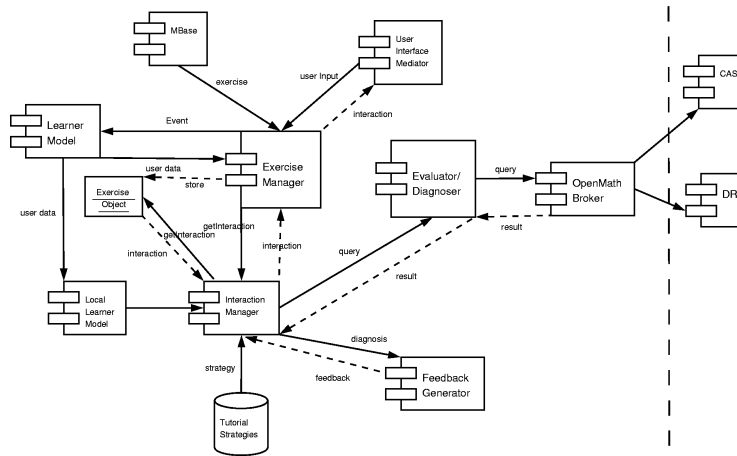 MBase
User
Interface
Mediator
CAS
exercise
user Input
interaction
Event
Learner
Model
Exercise
Manager
user data
store
Exercise
Object
Evaluator/
Diagnoser
query
OpenMath
Broker
DR
user data
getInteraction
getInteraction
interaction
interaction
result
query
result
Local
Learner
Model
Interaction
Manager
diagnosis
strategy
feedback
Feedback
Generator
Tutorial
Strategies